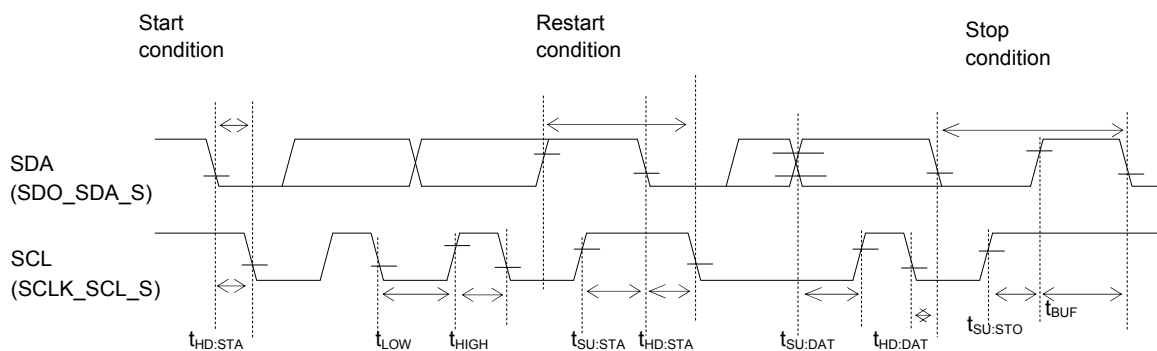 Start
condition
Restart
condition
Stop
condition
SDA
(SDO_SDA_S)
SCL
(SCLK_SCL_S)
tHD:STA
tLOW
tHIGH
tSU:STA
tHD:STA
tSU:DAT
tHD:DAT
tSU:STO
tBUF